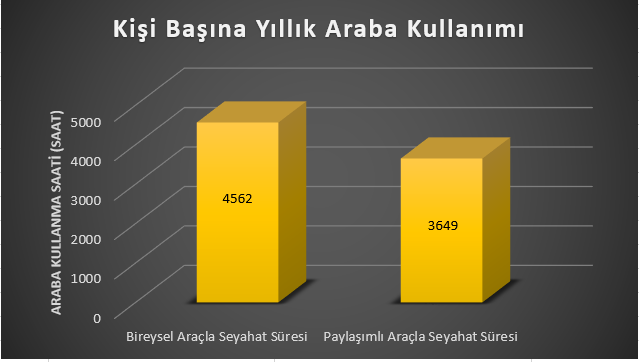 Kişi Başına Yıllık Araba Kullanımı
ARABA KULLANMA SAATİ (SAAT)
5000
4000
3000
2000
1000
0
4562
3649
Bireysel Araçla Seyahat Süresi
Paylaşımlı Araçla Seyahat Süresi